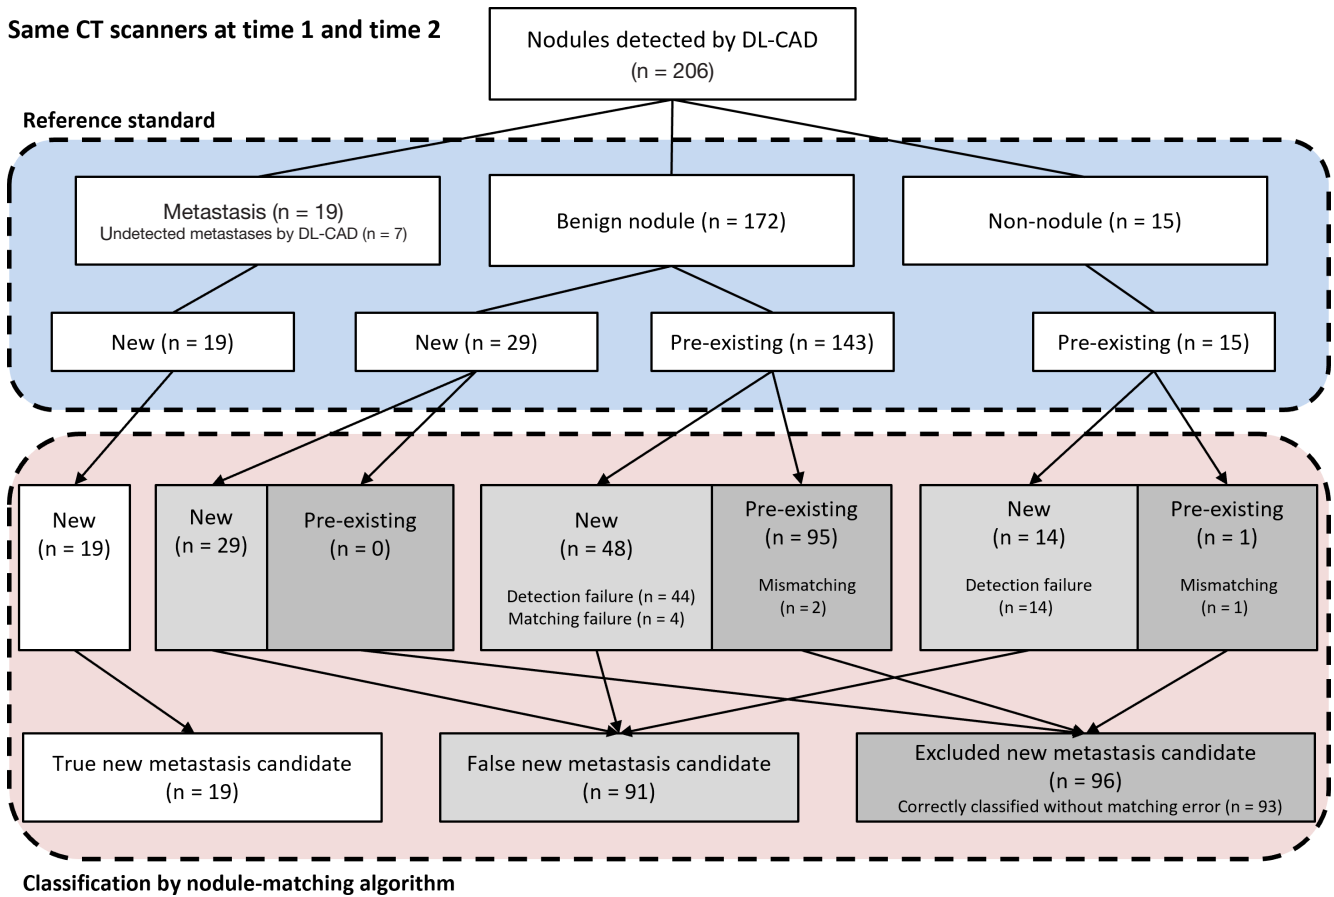 Same CT scanners at time 1 and time 2
Nodules detected by DL-CAD
(n = 206)
Reference standard
Metastasis (n = 19)
Undetected metastases by DL-CAD (n = 7)
Benign nodule (n = 172)
Non-nodule (n = 15)
New (n = 19)
New (n = 29)
Pre-existing (n = 143)
Pre-existing (n = 15)
New
(n = 19)
New
(n = 29)
Pre-existing
(n = 0)
New
(n = 48)
Detection failure (n = 44)
Matching failure (n = 4)
Pre-existing
(n = 95)
Mismatching
(n = 2)
New
(n = 14)
Detection failure
(n =14)
Pre-existing
(n = 1)
Mismatching
(n = 1)
True new metastasis candidate
(n = 19)
False new metastasis candidate
(n = 91)
Excluded new metastasis candidate
(n = 96)
Correctly classified without matching error (n = 93)
Classification by nodule-matching algorithm